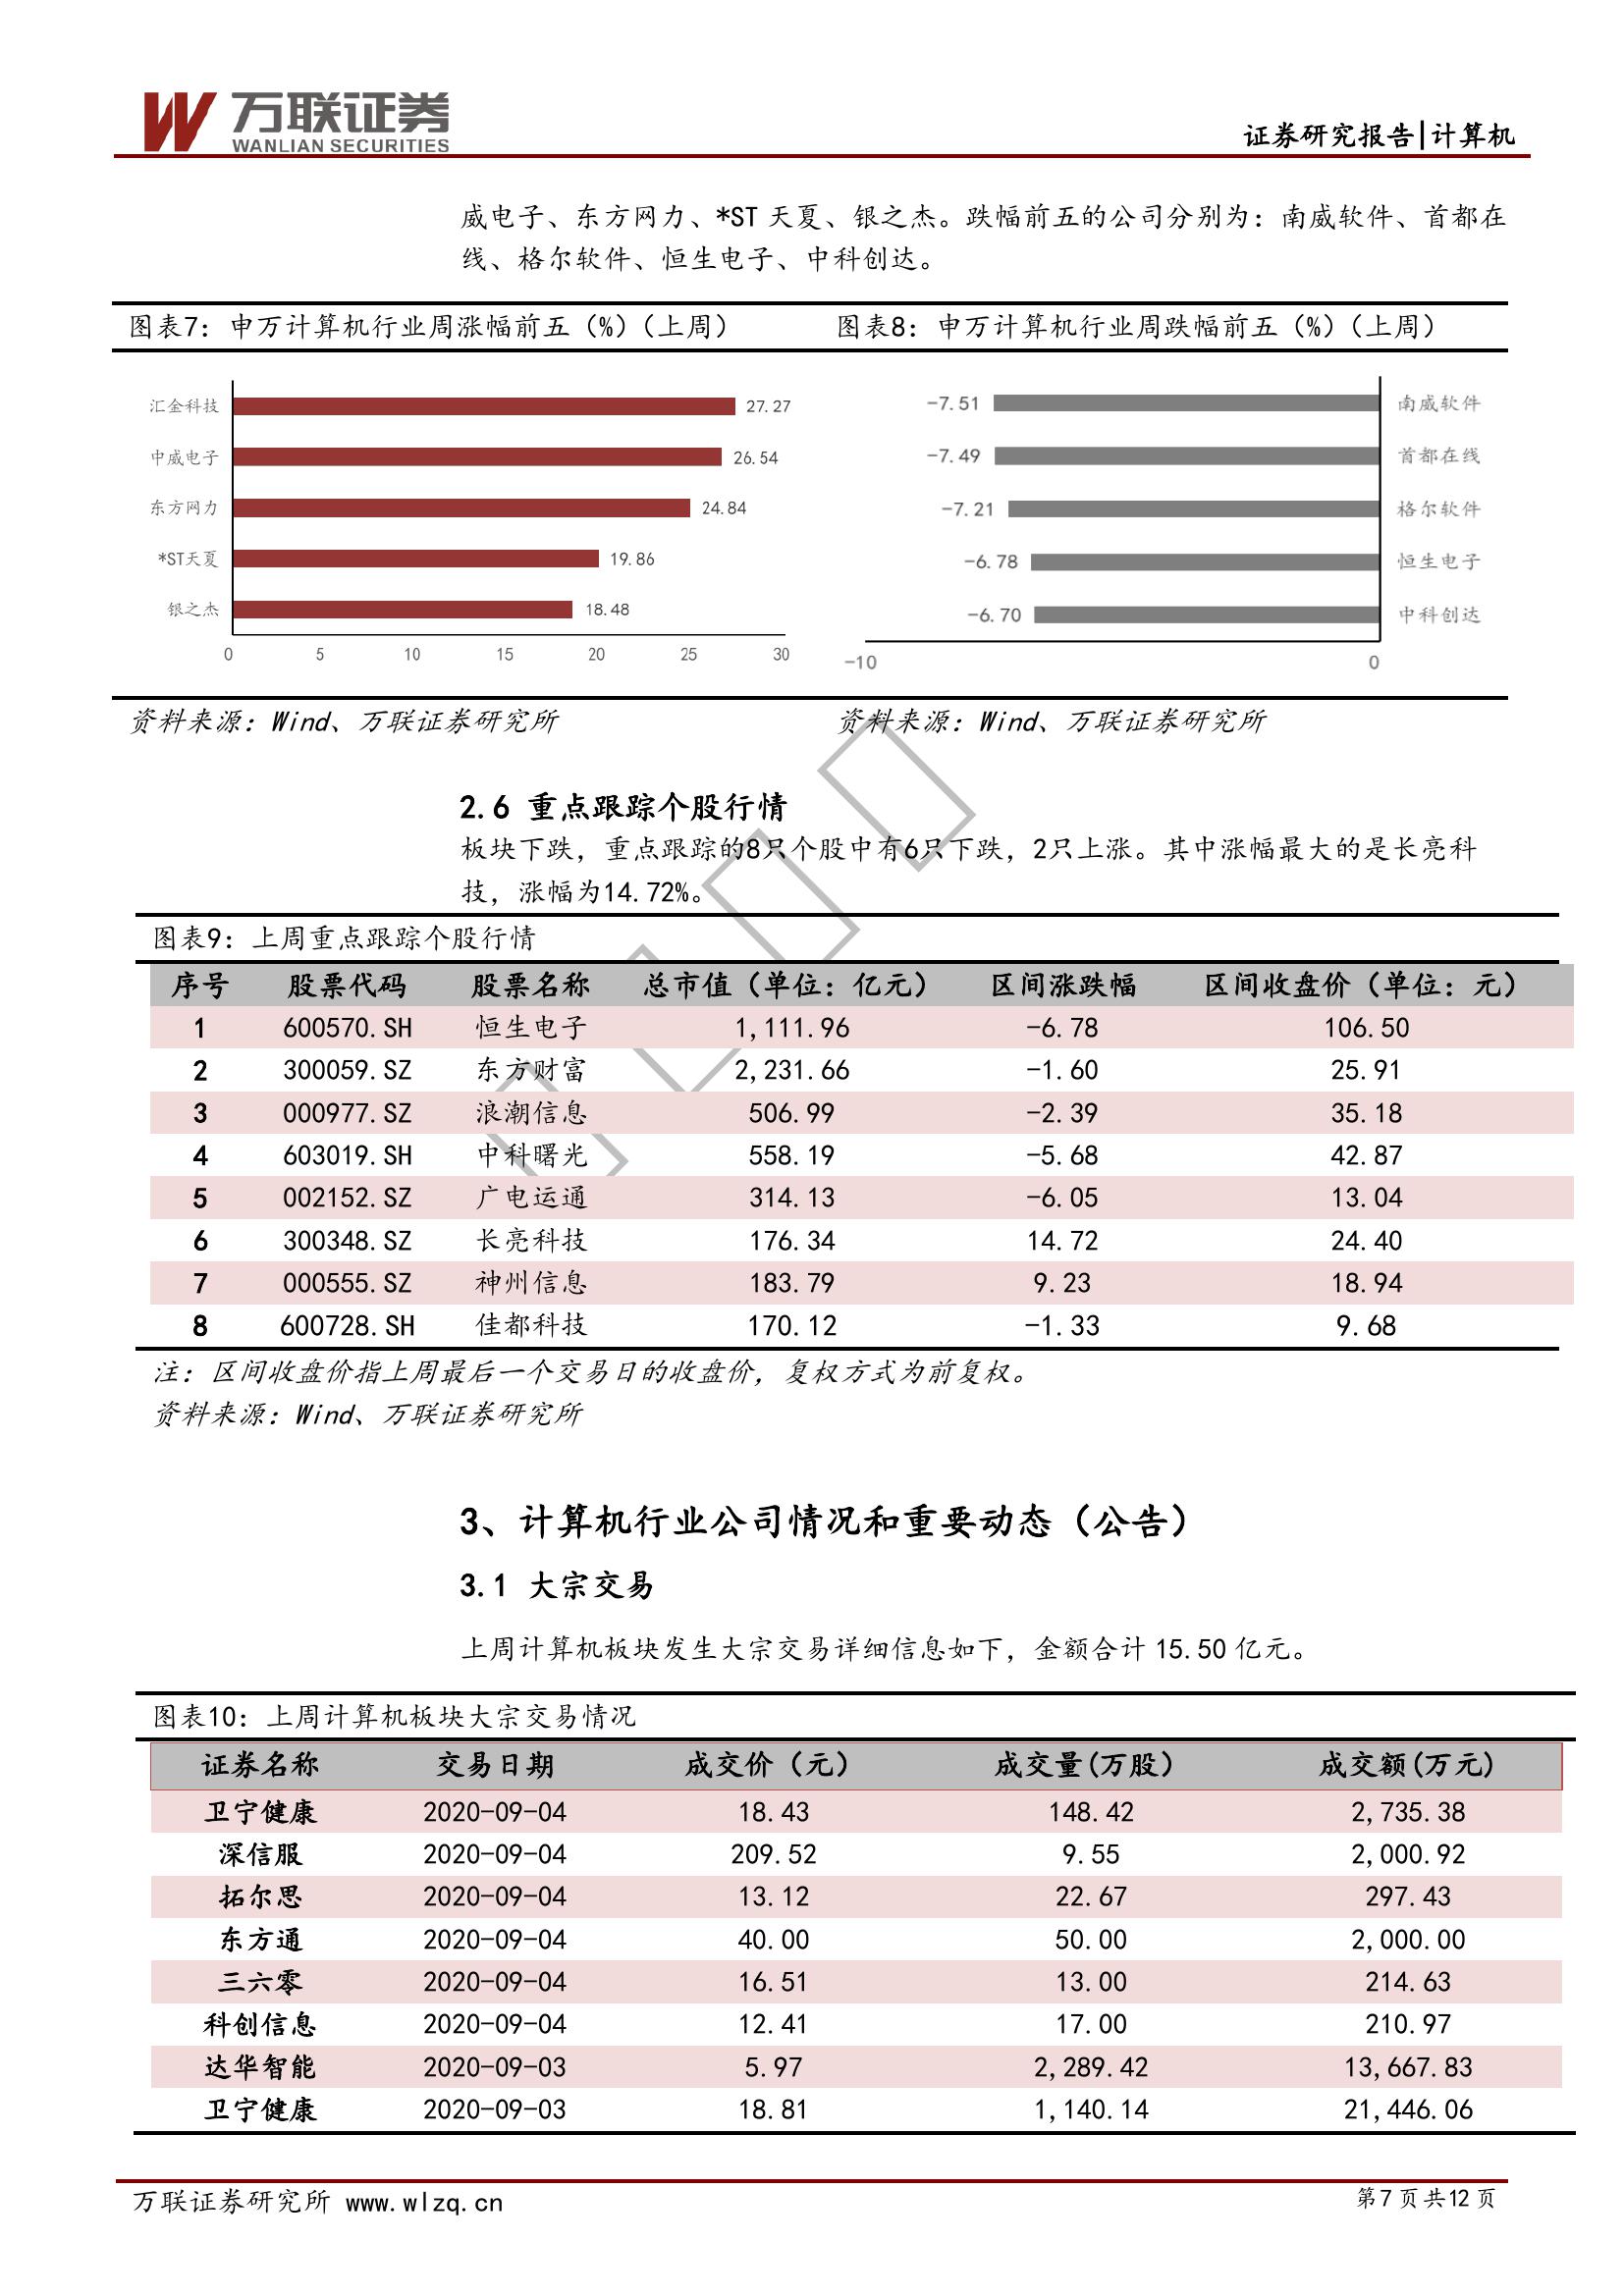 万联证券
WANLIAN SECURITIES
证券研究报告|计算机
威电子、东方网力、*ST 天夏、银之杰。跌幅前五的公司分别为：南威软件、首都在
线、格尔软件、恒生电子、中科创达。
图表7：申万计算机行业周涨幅前五（%）（上周） 图表8：申万计算机行业周跌幅前五（%）（上周）
汇金科技 27.27
中威电子 26.54
东方网力 24.84
*ST天夏 19.86
银之杰 18.48
0 5 10 15 20 25 30
-7.51 南威软件
-7.49 首都在线
-7.21 格尔软件
-6.78 恒生电子
-6.70 中科创达
-10 0
资料来源：Wind、万联证券研究所 资料来源：Wind、万联证券研究所
2.6 重点跟踪个股行情
板块下跌，重点跟踪的8只个股中有6只下跌，2只上涨。其中涨幅最大的是长亮科
技，涨幅为14.72%。
图表9：上周重点跟踪个股行情
序号 股票代码 股票名称 总市值（单位：亿元） 区间涨跌幅 区间收盘价（单位：元）
1 600570.SH 恒生电子 1,111.96 -6.78 106.50
2 300059.SZ 东方财富 2,231.66 -1.60 25.91
3 000977.SZ 浪潮信息 506.99 -2.39 35.18
4 603019.SH 中科曙光 558.19 -5.68 42.87
5 002152.SZ 广电运通 314.13 -6.05 13.04
6 300348.SZ 长亮科技 176.34 14.72 24.40
7 000555.SZ 神州信息 183.79 9.23 18.94
8 600728.SH 佳都科技 170.12 -1.33 9.68
注：区间收盘价指上周最后一个交易日的收盘价，复权方式为前复权。
资料来源：Wind、万联证券研究所
3、计算机行业公司情况和重要动态（公告）
3.1 大宗交易
上周计算机板块发生大宗交易详细信息如下，金额合计 15.50 亿元。
图表10：上周计算机板块大宗交易情况
证券名称 交易日期 成交价（元） 成交量(万股） 成交额(万元)
卫宁健康 2020-09-04 18.43 148.42 2,735.38
深信服 2020-09-04 209.52 9.55 2,000.92
拓尔思 2020-09-04 13.12 22.67 297.43
东方通 2020-09-04 40.00 50.00 2,000.00
三六零 2020-09-04 16.51 13.00 214.63
科创信息 2020-09-04 12.41 17.00 210.97
达华智能 2020-09-03 5.97 2,289.42 13,667.83
卫宁健康 2020-09-03 18.81 1,140.14 21,446.06
万联证券研究所 www.wlzq.cn 第7页共12页